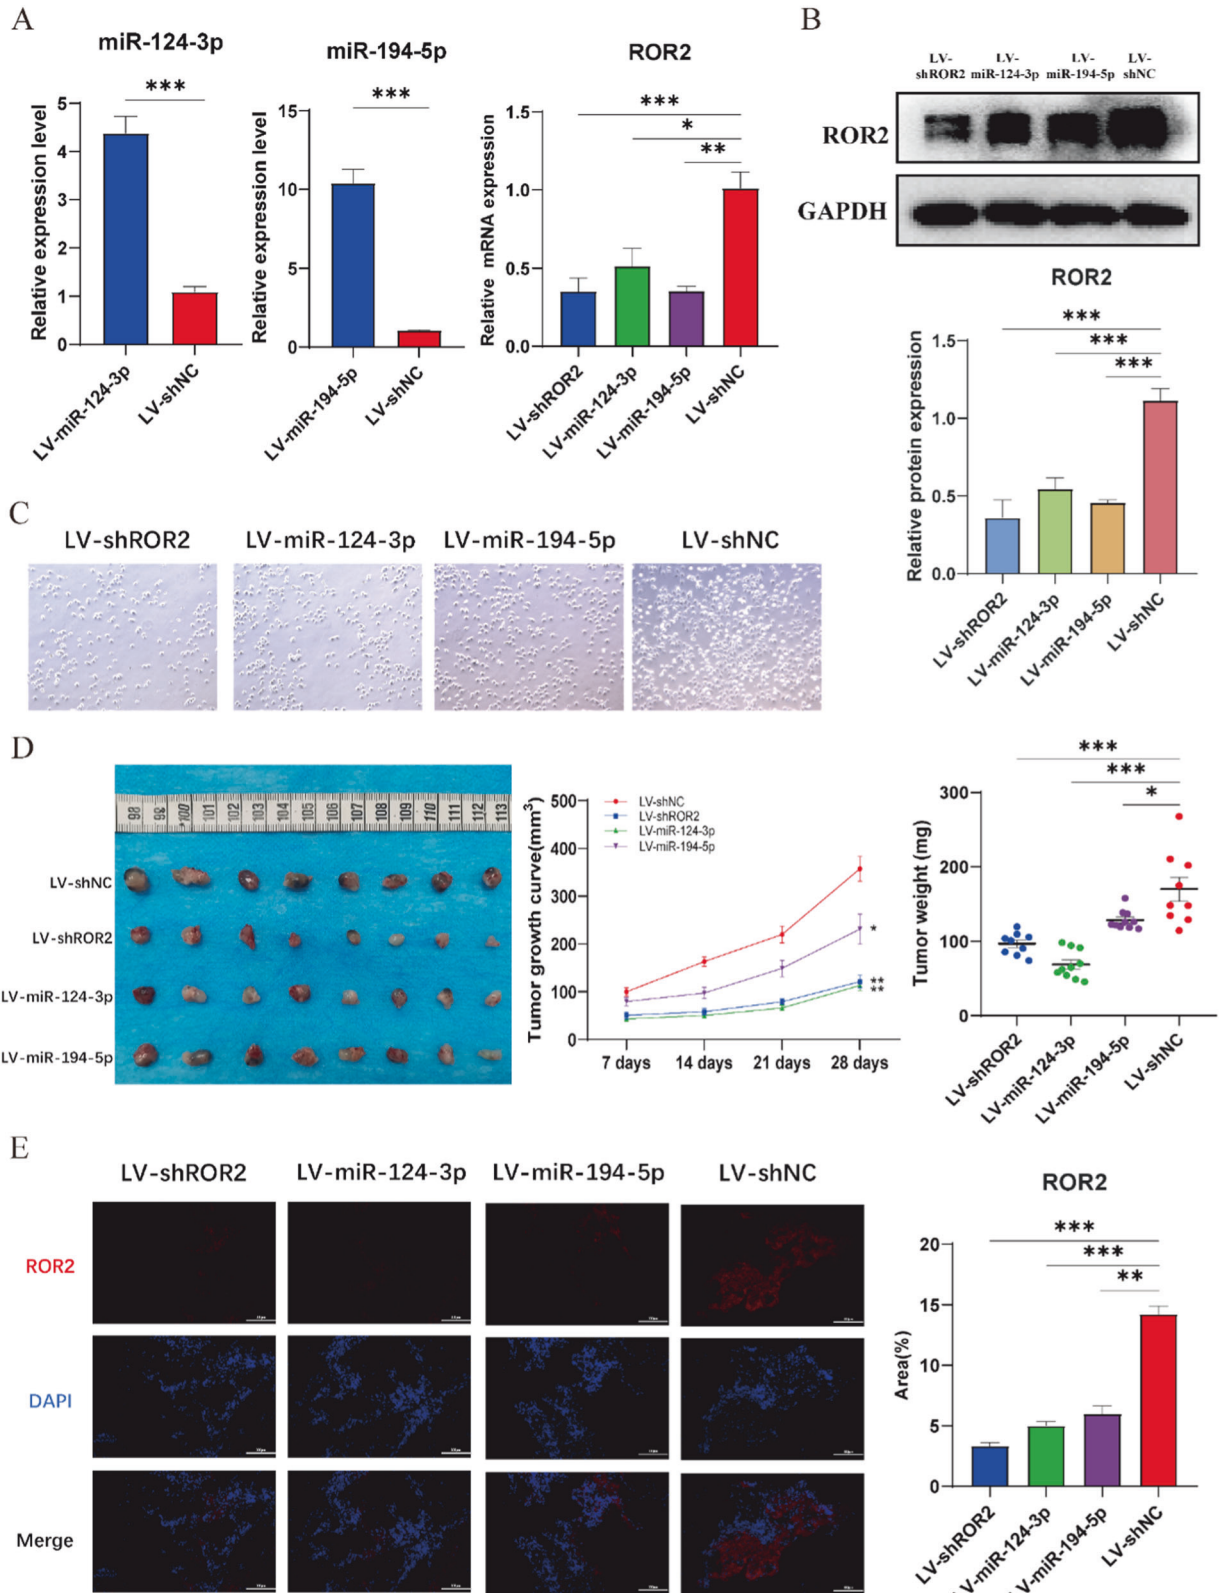 A
miR-124-3p
Relative expression level
5
4
3
2
1
0
***
LV-miR-124-3p
LV-shNC
miR-194-5p
Relative expression level
15
10
5
0
***
LV-miR-194-5p
LV-shNC
ROR2
Relative mRNA expression
1.5
1.0
0.5
0.0
***
*
**
LV-shROR2
LV-miR-124-3p
LV-miR-194-5p
LV-shNC
B
LV-shROR2
LV-miR-124-3p
LV-miR-194-5p
LV-shNC
ROR2
GAPDH
ROR2
Relative protein expression
1.5
1.0
0.5
0.0
***
***
***
LV-shROR2
LV-miR-124-3p
LV-miR-194-5p
LV-shNC
C
LV-shROR2
LV-miR-124-3p
LV-miR-194-5p
LV-shNC
D
98 99 100 101 102 103 104 105 106 107 108 109 110 111 112 113
LV-shNC
LV-shROR2
LV-miR-124-3p
LV-miR-194-5p
Tumor growth curve(mm³)
500
400
300
200
100
0
LV-shNC
LV-shROR2
LV-miR-124-3p
LV-miR-194-5p
*
**
**
7 days 14 days 21 days 28 days
Tumor weight (mg)
300
200
100
0
***
***
*
LV-shROR2
LV-miR-124-3p
LV-miR-194-5p
LV-shNC
E
LV-shROR2
LV-miR-124-3p
LV-miR-194-5p
LV-shNC
ROR2
DAPI
Merge
ROR2
Area(%)
20
15
10
5
0
***
***
**
LV-shROR2
LV-miR-124-3p
LV-miR-194-5p
LV-shNC